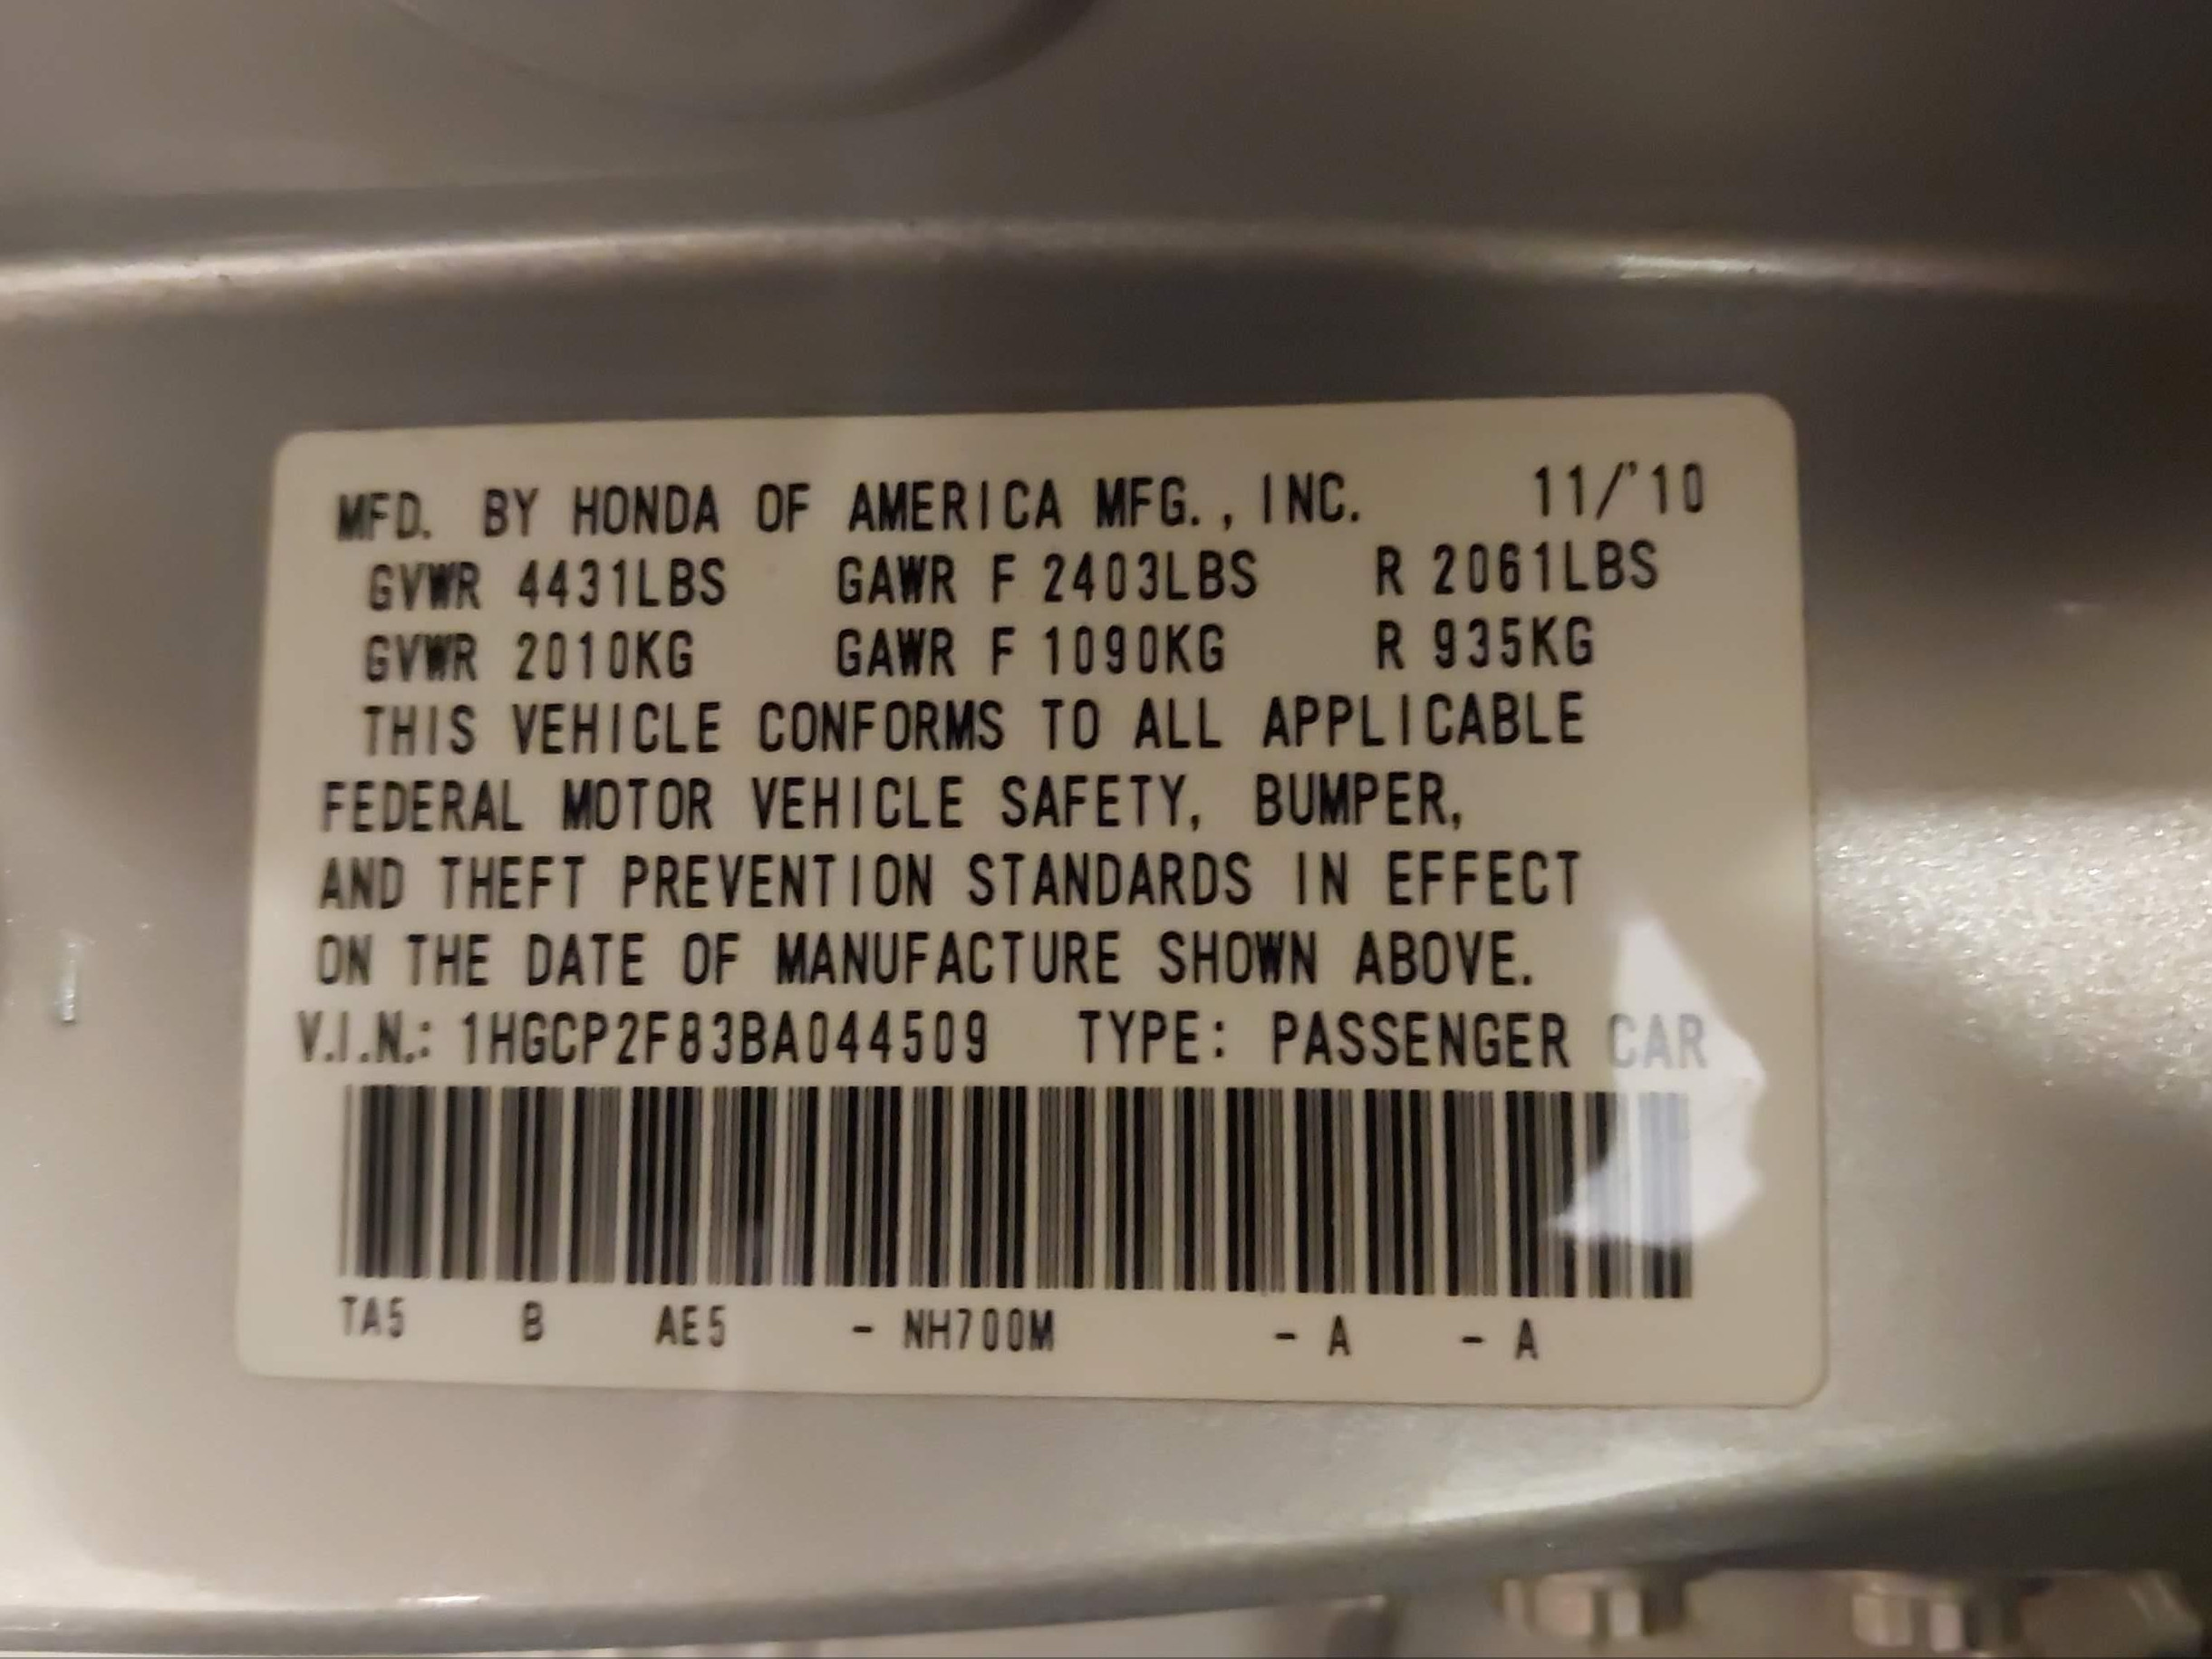 MFD. BY HONDA OF AMERICA MFG., INC. 11/'10
GVWR 4431LBS GAWR F 2403LBS R 2061LBS
GVWR 2010KG GAWR F 1090KG R 935KG
THIS VEHICLE CONFORMS TO ALL APPLICABLE
FEDERAL MOTOR VEHICLE SAFETY, BUMPER,
AND THEFT PREVENTION STANDARDS IN EFFECT
ON THE DATE OF MANUFACTURE SHOWN ABOVE.
V.I.N.: 1HGCP2F83BA044509 TYPE: PASSENGER CAR
TA5 B AE5 - NH700M - A - A